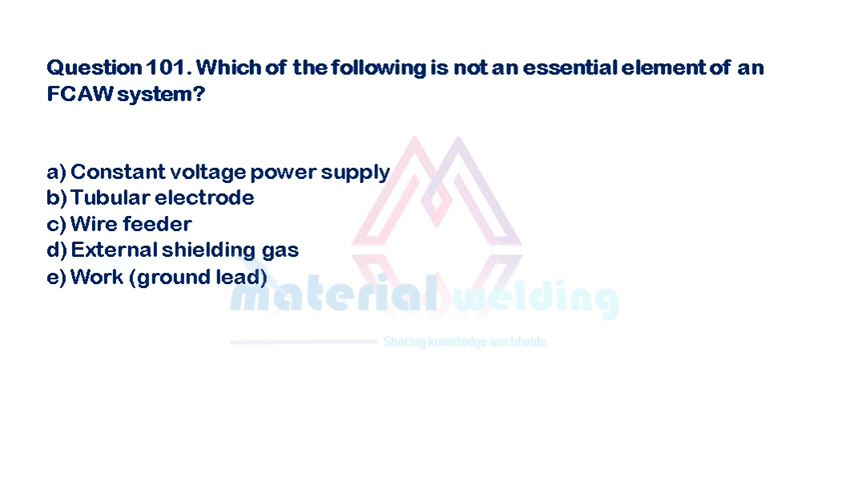 Question 101. Which of the following is not an essential element of an
FCAW system?
a) Constant voltage power supply
b) Tubular electrode
c) Wire feeder
d) External shielding gas
e) Work (ground lead)
material welding
Sharing knowledge worldwide